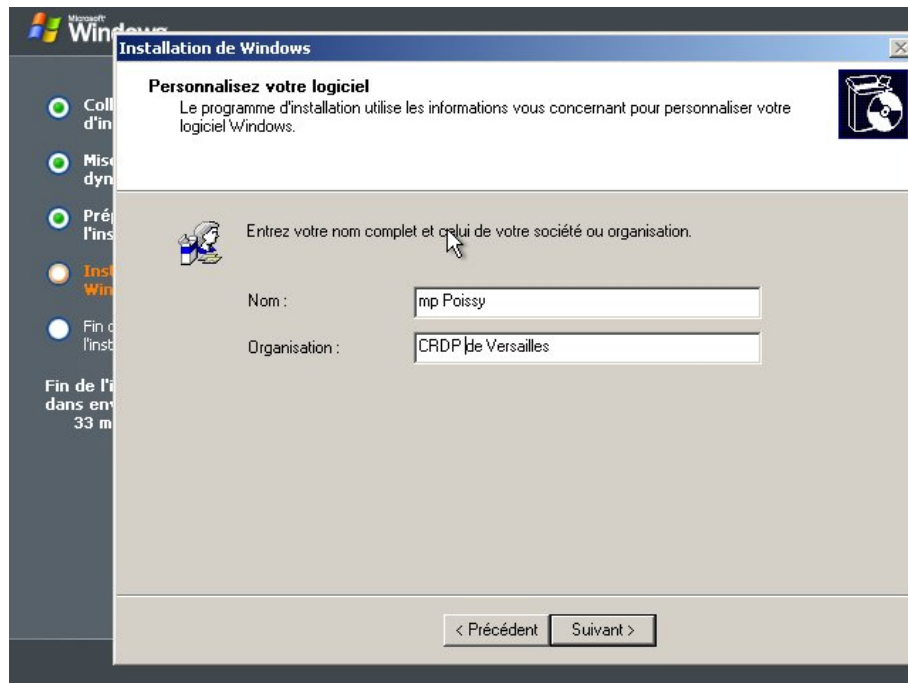 Microsoft
Windows
Installation de Windows
Personnalisez votre logiciel
Le programme d'installation utilise les informations vous concernant pour personnaliser votre
logiciel Windows.
Entrez votre nom complet et celui de votre société ou organisation.
Nom :
mp Poissy
Organisation :
CRDP de Versailles
< Précédent
Suivant >
Fin de l'i
dans env
33 m